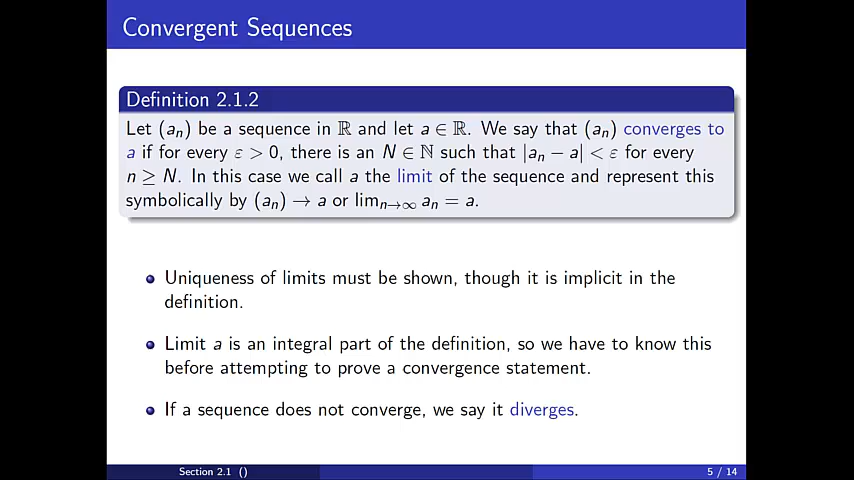 Convergent Sequences
Definition 2.1.2
Let (aₙ) be a sequence in ℝ and let a ∈ ℝ. We say that (aₙ) converges to
a if for every ε > 0, there is an N ∈ ℕ such that |aₙ − a| < ε for every
n ≥ N. In this case we call a the limit of the sequence and represent this
symbolically by (aₙ) → a or limₙ→∞ aₙ = a.
Uniqueness of limits must be shown, though it is implicit in the
definition.
Limit a is an integral part of the definition, so we have to know this
before attempting to prove a convergence statement.
If a sequence does not converge, we say it diverges.
Section 2.1 ()
5 / 14